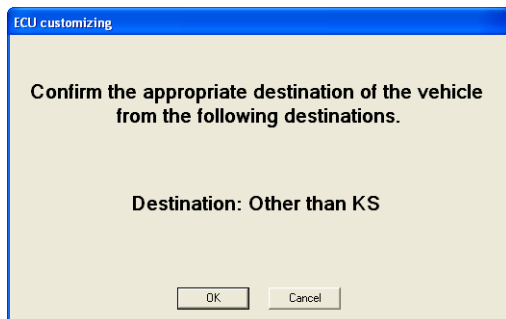 ECU customizing
Confirm the appropriate destination of the vehicle
from the following destinations.
Destination: Other than KS
OK
Cancel